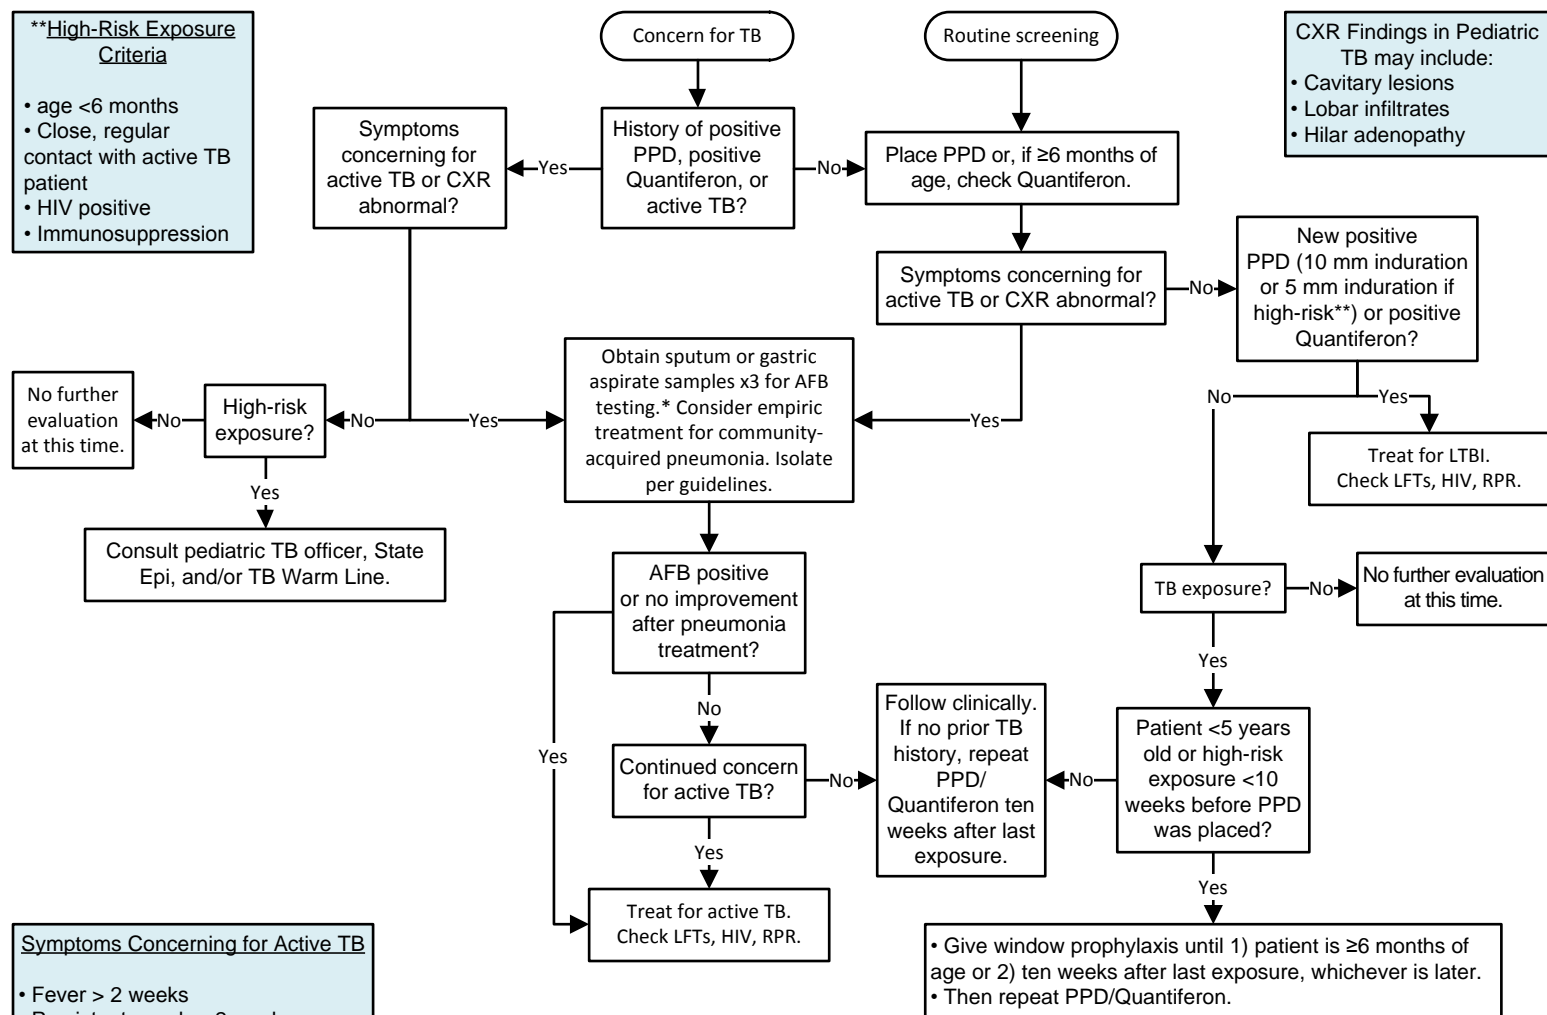 **High-Risk Exposure
Criteria
• age <6 months
• Close, regular
contact with active TB
patient
• HIV positive
• Immunosuppression
Concern for TB
Routine screening
CXR Findings in Pediatric
TB may include:
• Cavitary lesions
• Lobar infiltrates
• Hilar adenopathy
Symptoms
concerning for
active TB or CXR
abnormal?
Yes
History of positive
PPD, positive
Quantiferon, or
active TB?
No
Place PPD or, if ≥6 months of
age, check Quantiferon.
Symptoms concerning for
active TB or CXR abnormal?
No
New positive
PPD (10 mm induration
or 5 mm induration if
high-risk**) or positive
Quantiferon?
No further
evaluation
at this time.
No
High-risk
exposure?
No
Yes
Obtain sputum or gastric
aspirate samples x3 for AFB
testing.* Consider empiric
treatment for community-
acquired pneumonia. Isolate
per guidelines.
Yes
No
Yes
Treat for LTBI.
Check LFTs, HIV, RPR.
Yes
Consult pediatric TB officer, State
Epi, and/or TB Warm Line.
AFB positive
or no improvement
after pneumonia
treatment?
TB exposure?
No
No further evaluation
at this time.
Yes
No
Yes
Continued concern
for active TB?
No
Follow clinically.
If no prior TB
history, repeat
PPD/
Quantiferon ten
weeks after last
exposure.
No
Patient <5 years
old or high-risk
exposure <10
weeks before PPD
was placed?
Yes
Yes
Treat for active TB.
Check LFTs, HIV, RPR.
• Give window prophylaxis until 1) patient is ≥6 months of
age or 2) ten weeks after last exposure, whichever is later.
• Then repeat PPD/Quantiferon.
Symptoms Concerning for Active TB
• Fever > 2 weeks